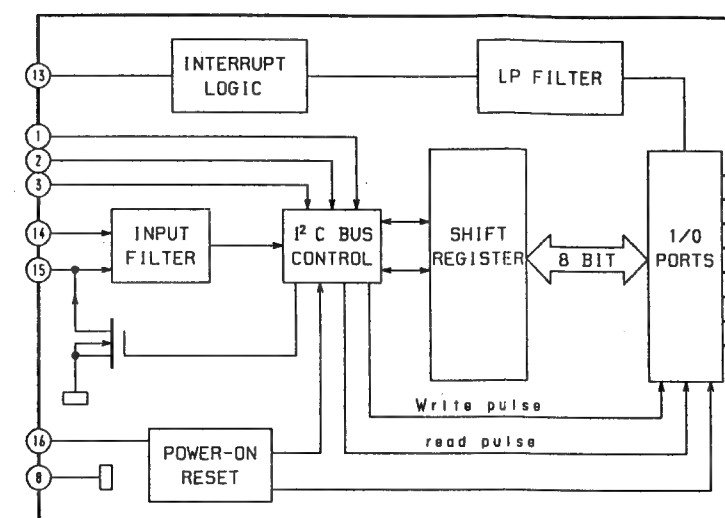 13
INTERRUPT
LOGIC
LP FILTER
1
2
3
14
INPUT
FILTER
I² C BUS
CONTROL
SHIFT
REGISTER
8 BIT
I/O
PORTS
15
Write pulse
read pulse
16
POWER-ON
RESET
8